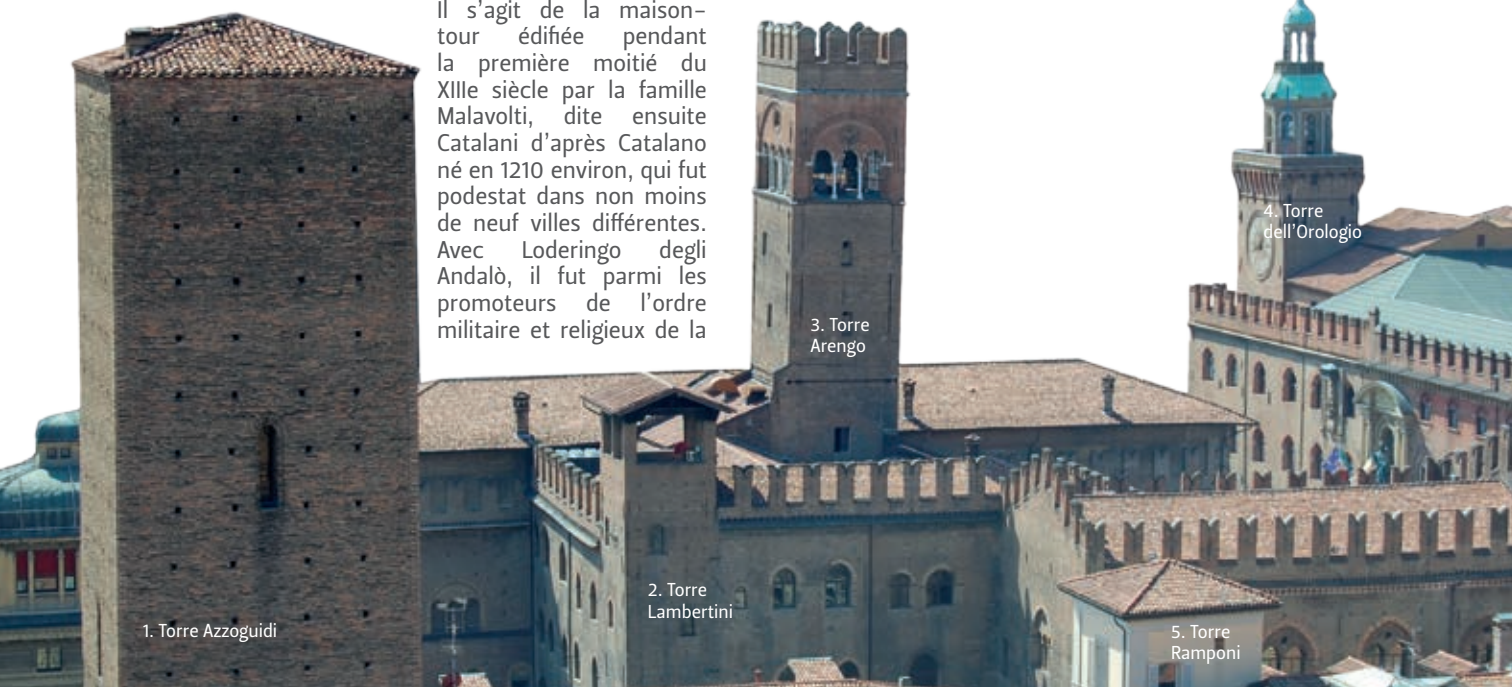 Il s’agit de la maison-
tour édifiée pendant
la première moitié du
XIIIe siècle par la famille
Malavolti, dite ensuite
Catalani d’après Catalano
né en 1210 environ, qui fut
podestat dans non moins
de neuf villes différentes.
Avec Loderingo degli
Andalò, il fut parmi les
promoteurs de l’ordre
militaire et religieux de la
1. Torre Azzoguidi
2. Torre
Lambertini
3. Torre
Arengo
4. Torre
dell’Orologio
5. Torre
Ramponi